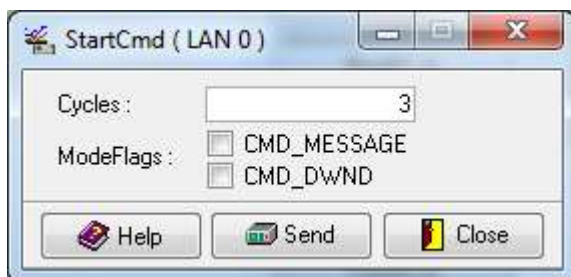 StartCmd ( LAN 0 )
Cycles : 3
ModeFlags : CMD_MESSAGE
CMD_DWND
Help Send Close